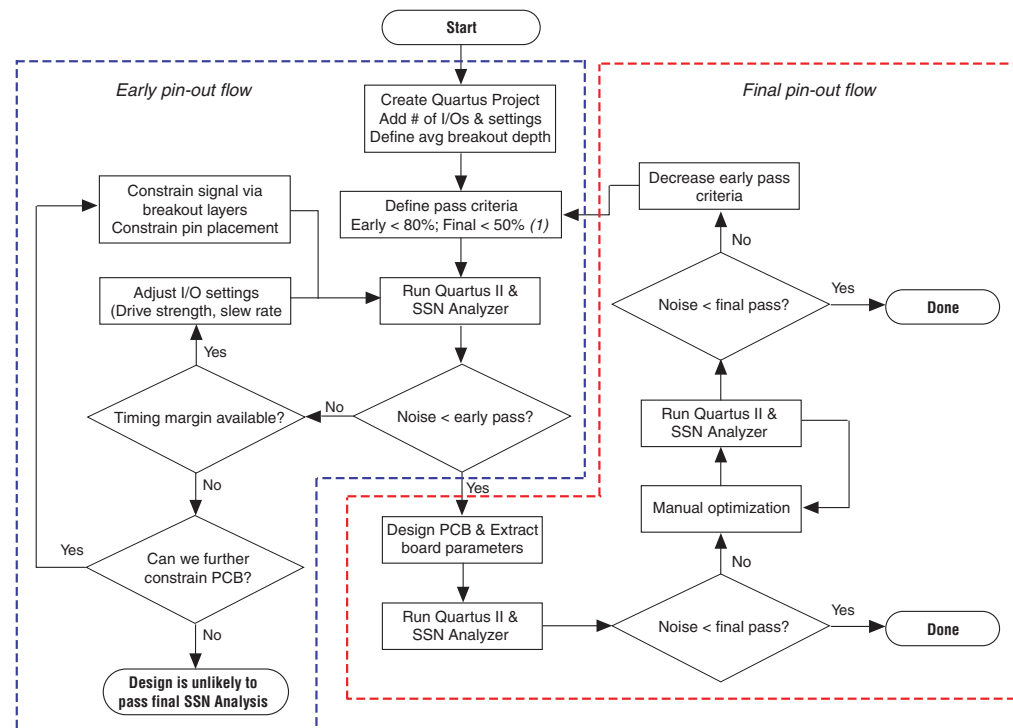 Start
Early pin-out flow
Final pin-out flow
Create Quartus Project
Add # of I/Os & settings
Define avg breakout depth
Constrain signal via
breakout layers
Constrain pin placement
Define pass criteria
Early < 80%; Final < 50% (1)
Decrease early pass
criteria
No
Adjust I/O settings
(Drive strength, slew rate
Run Quartus II &
SSN Analyzer
Noise < final pass?
Yes
Done
Yes
Timing margin available?
No
Noise < early pass?
Run Quartus II &
SSN Analyzer
No
Yes
Manual optimization
Yes
Can we further
constrain PCB?
Design PCB & Extract
board parameters
No
No
Run Quartus II &
SSN Analyzer
Noise < final pass?
Yes
Done
Design is unlikely to
pass final SSN Analysis